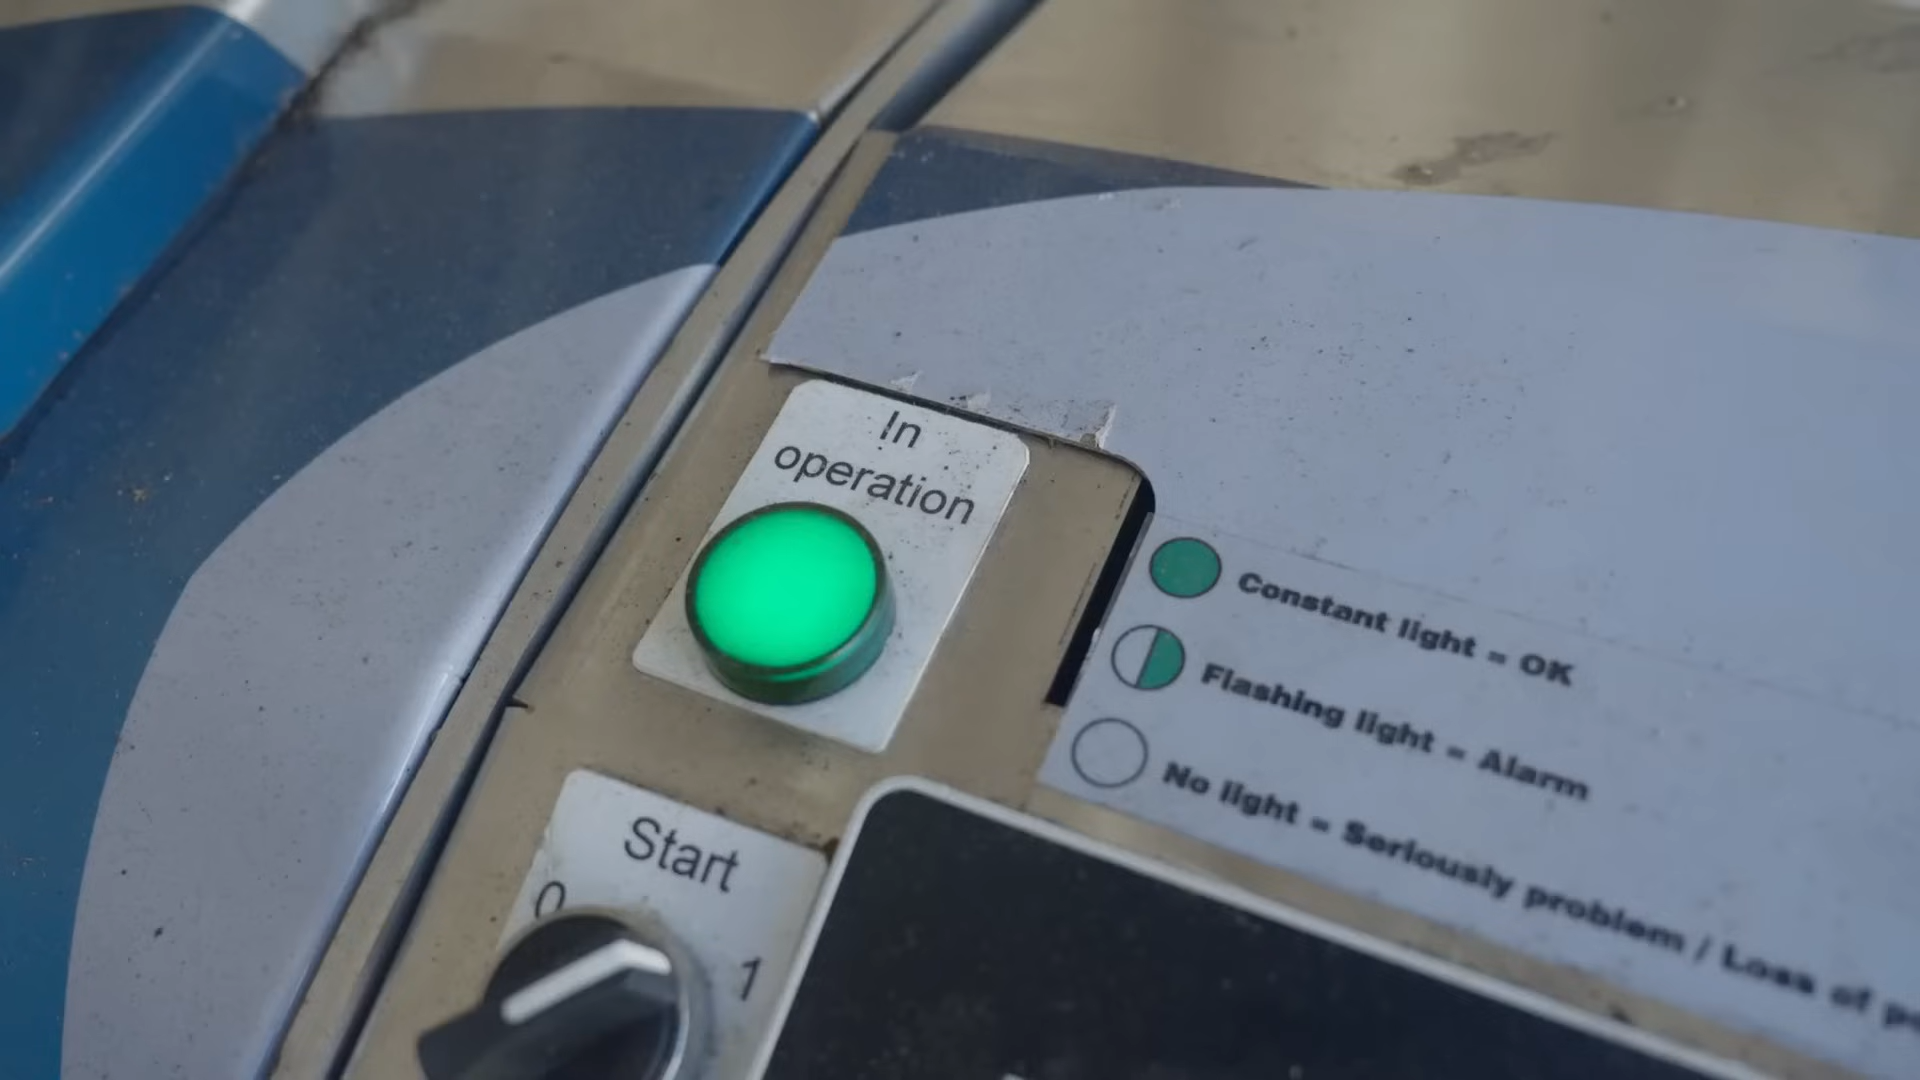 In
operation
Constant light = OK
Flashing light = Alarm
No light = Seriously problem / Loss of
Start
0
1